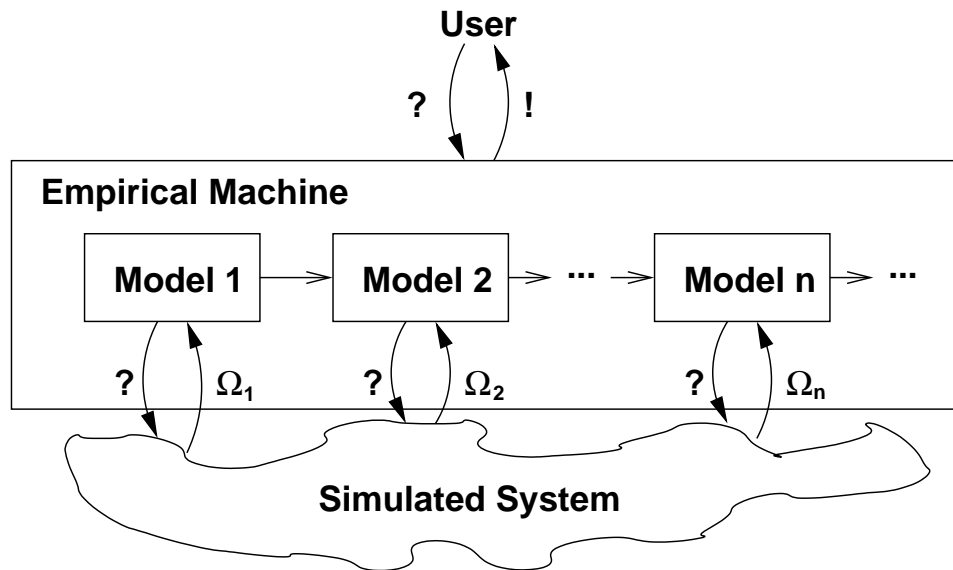 User
? !
Empirical Machine
Model 1 Model 2 ... Model n ...
? Ω1 ? Ω2 ? Ωn
Simulated System